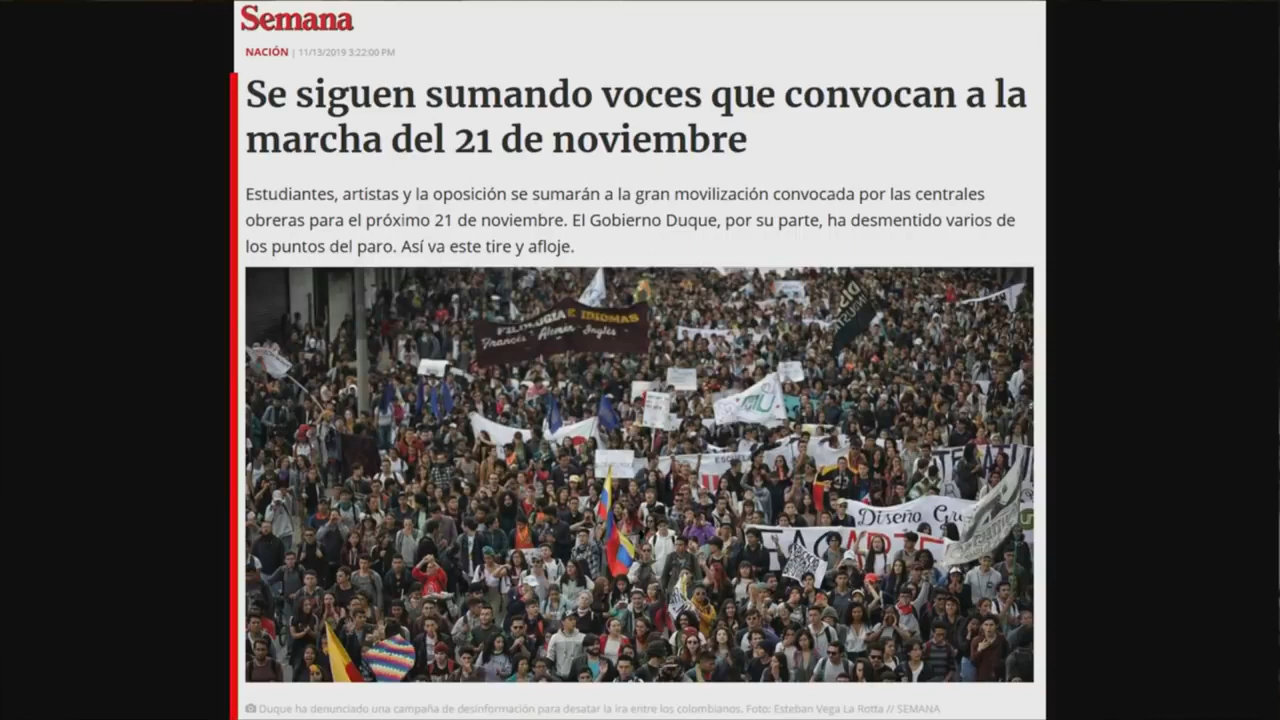 Semana
NACIÓN | 11/13/2019 3:22:00 PM
Se siguen sumando voces que convocan a la
marcha del 21 de noviembre
Estudiantes, artistas y la oposición se sumarán a la gran movilización convocada por las centrales
obreras para el próximo 21 de noviembre. El Gobierno Duque, por su parte, ha desmentido varios de
los puntos del paro. Así va este tire y afloje.
FILOLOGÍA E IDIOMAS
Francés - Alemán - Inglés
Diseño
Duque ha denunciado una campaña de desinformación para desatar la ira entre los colombianos. Foto: Esteban Vega La Rotta // SEMANA